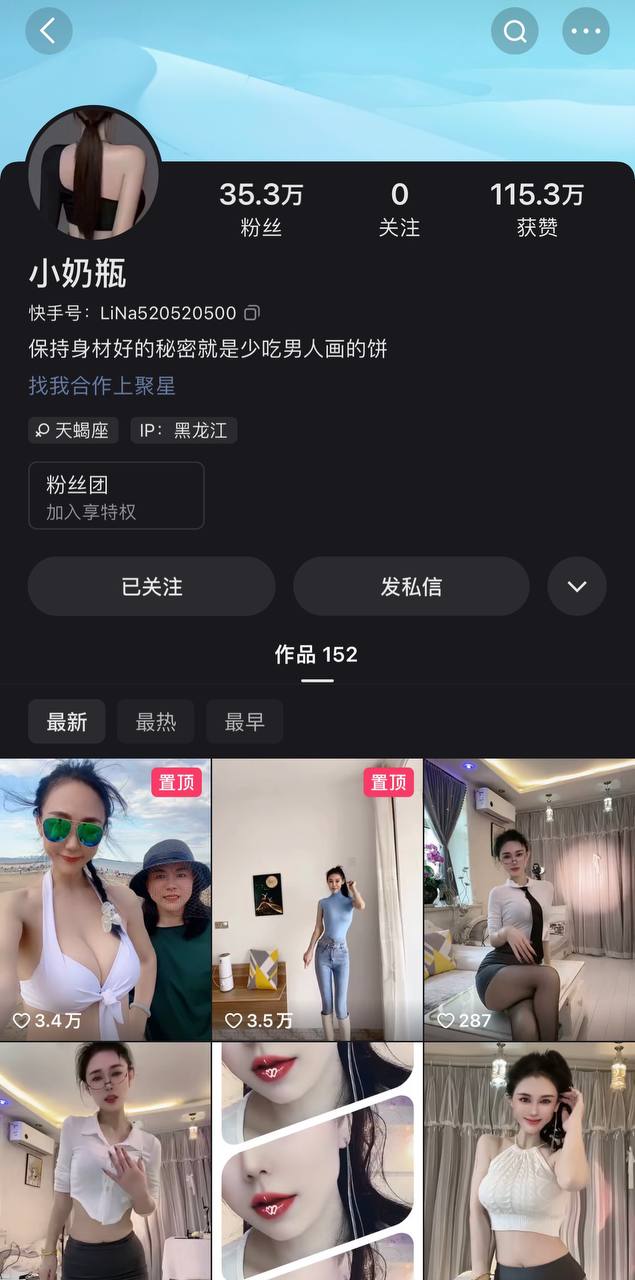 35.3万
0
115.3万
粉丝
关注
获赞
小奶瓶
快手号：LiNa520520500
保持身材好的秘密就是少吃男人画的饼
找我合作上聚星
天蝎座
IP：黑龙江
粉丝团
加入享特权
已关注
发私信
作品 152
最新
最热
最早
置顶
置顶
3.4万
3.5万
287